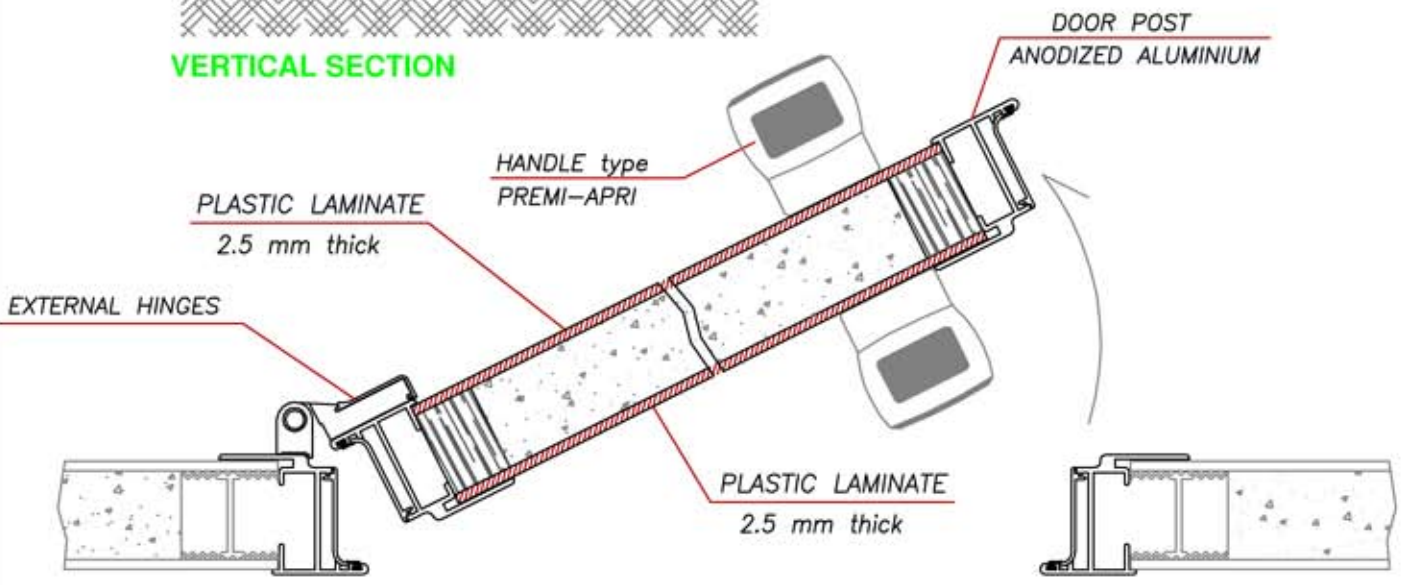 VERTICAL SECTION
DOOR POST
ANODIZED ALUMINIUM
HANDLE type
PREMI-APRI
PLASTIC LAMINATE
2.5 mm thick
EXTERNAL HINGES
PLASTIC LAMINATE
2.5 mm thick